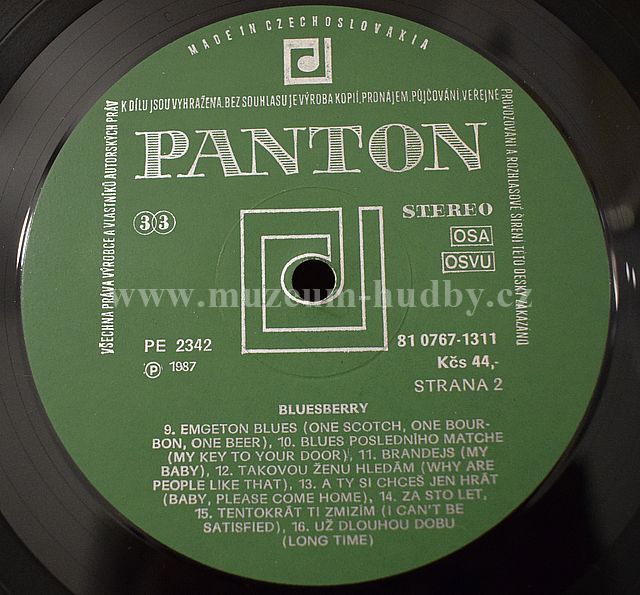 MADE IN CZECHOSLOVAKIA
VŠECHNA PRÁVA VÝROBCE A VLASTNÍKŮ AUTORSKÝCH PRÁV
K DÍLU JSOU VYHRAŽENA. BEZ SOUHLASU JE VÝROBA KOPIÍ, PRONÁJEM, PŮJČOVÁNÍ, VEŘEJNÉ
PROVOZOVÁNÍ A ROZHLASOVÉ ŠÍŘENÍ TÉTO DESKY ZAKÁZÁNO
PANTON
33
STEREO
OSA
OSVU
www.muzeum-hudby.cz
PE 2342
Ⓟ 1987
81 0767-1311
Kčs 44,-
STRANA 2
BLUESBERRY
9. EMGETON BLUES (ONE SCOTCH, ONE BOUR-
BON, ONE BEER), 10. BLUES POSLEDNÍHO MATCHE
(MY KEY TO YOUR DOOR), 11. BRANDEJS (MY
BABY), 12. TAKOVOU ŽENU HLEDÁM (WHY ARE
PEOPLE LIKE THAT), 13. A TY SI CHCEŠ JEN HRÁT
(BABY, PLEASE COME HOME), 14. ZA STO LET,
15. TENTOKRÁT TI ZMIZÍM (I CAN'T BE
SATISFIED), 16. UŽ DLOUHOU DOBU
(LONG TIME)